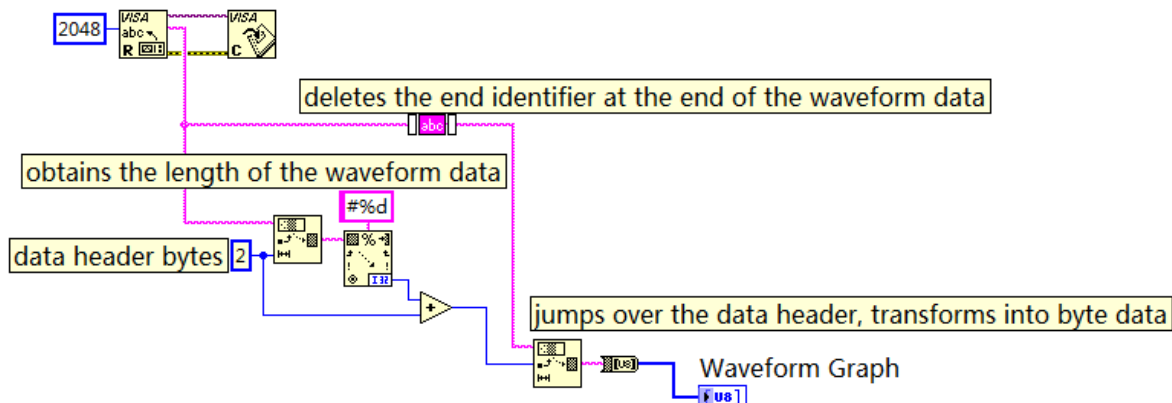 VISA
abc
R
VISA
C
2048
deletes the end identifier at the end of the waveform data
abc
obtains the length of the waveform data
#%d
data header bytes
2
%
I32
+
jumps over the data header, transforms into byte data
[U8]
Waveform Graph
U8]